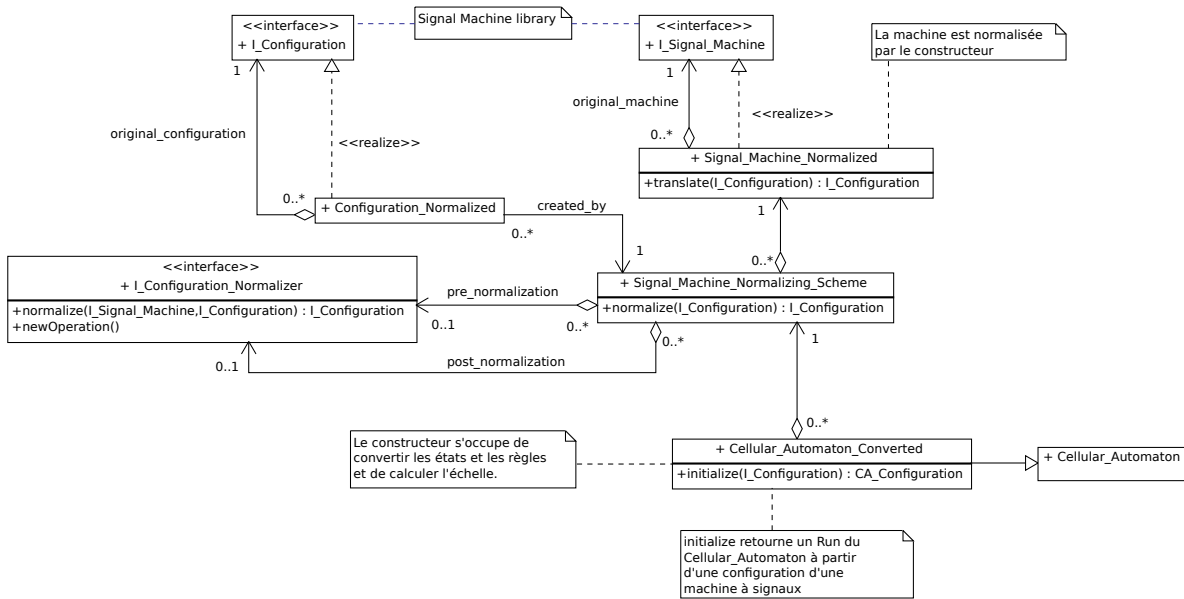 <<interface>>
+ I_Configuration
Signal Machine library
<<interface>>
+ I_Signal_Machine
La machine est normalisée
par le constructeur
1
1
original_configuration
<<realize>>
original_machine
<<realize>>
0..*
+ Signal_Machine_Normalized
+translate(I_Configuration) : I_Configuration
0..*
+ Configuration_Normalized
created_by
0..*
1
1
0..*
<<interface>>
+ I_Configuration_Normalizer
+normalize(I_Signal_Machine,I_Configuration) : I_Configuration
+newOperation()
pre_normalization
0..1
0..*
+ Signal_Machine_Normalizing_Scheme
+normalize(I_Configuration) : I_Configuration
0..*
1
0..1
post_normalization
0..*
Le constructeur s'occupe de
convertir les états et les règles
et de calculer l'échelle.
+ Cellular_Automaton_Converted
+initialize(I_Configuration) : CA_Configuration
+ Cellular_Automaton
initialize retourne un Run du
Cellular_Automaton à partir
d'une configuration d'une
machine à signaux